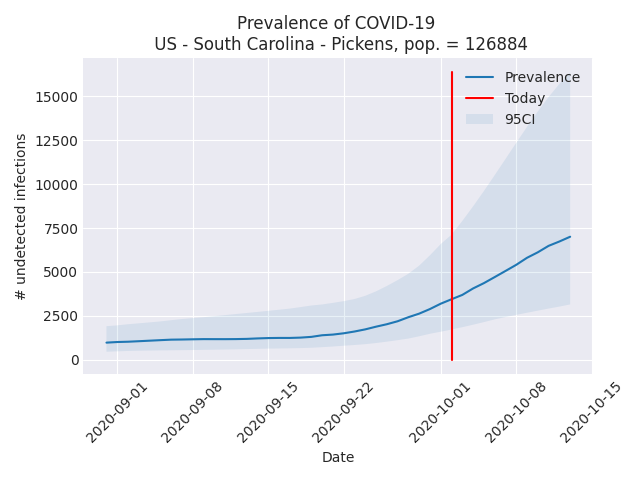 Prevalence of COVID-19
US - South Carolina - Pickens, pop. = 126884
Prevalence
Today
95CI
15000
12500
10000
7500
5000
2500
0
# undetected infections
2020-09-01
2020-09-08
2020-09-15
2020-09-22
2020-10-01
2020-10-08
2020-10-15
Date